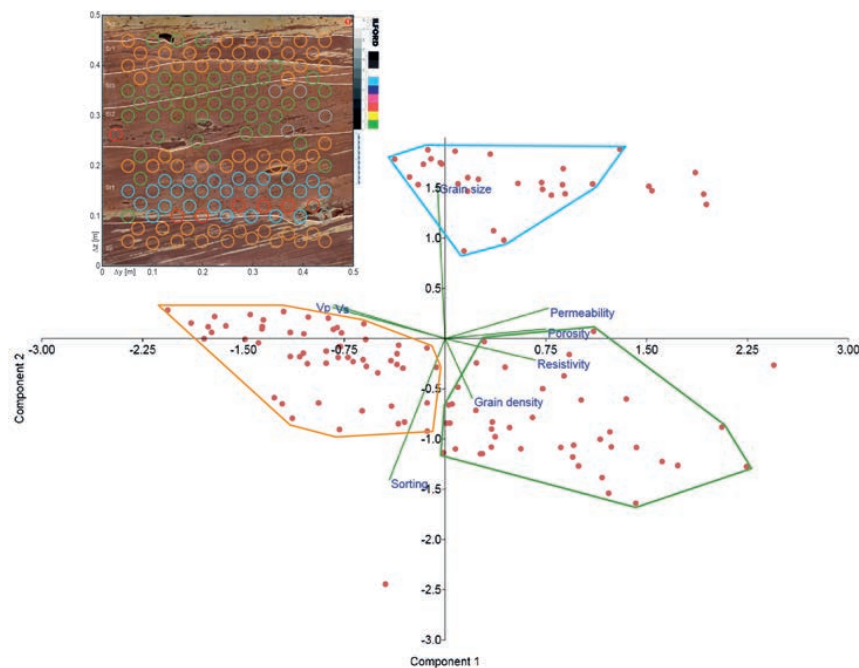 0.5
ILFORD
0.4
0.3
0.2
0.1
0
Δz [m]
0 Δy [m] 0.1 0.2 0.3 0.4 0.5
1.5
Grain size
1.0
0.5
Vp Vs
Permeability
Porosity
-3.00 -2.25 -1.50 -0.75 0.75 1.50 2.25 3.00
Resistivity
-0.5
Grain density
-1.0
Sorting
-1.5
-2.0
-2.5
-3.0
Component 2
Component 1